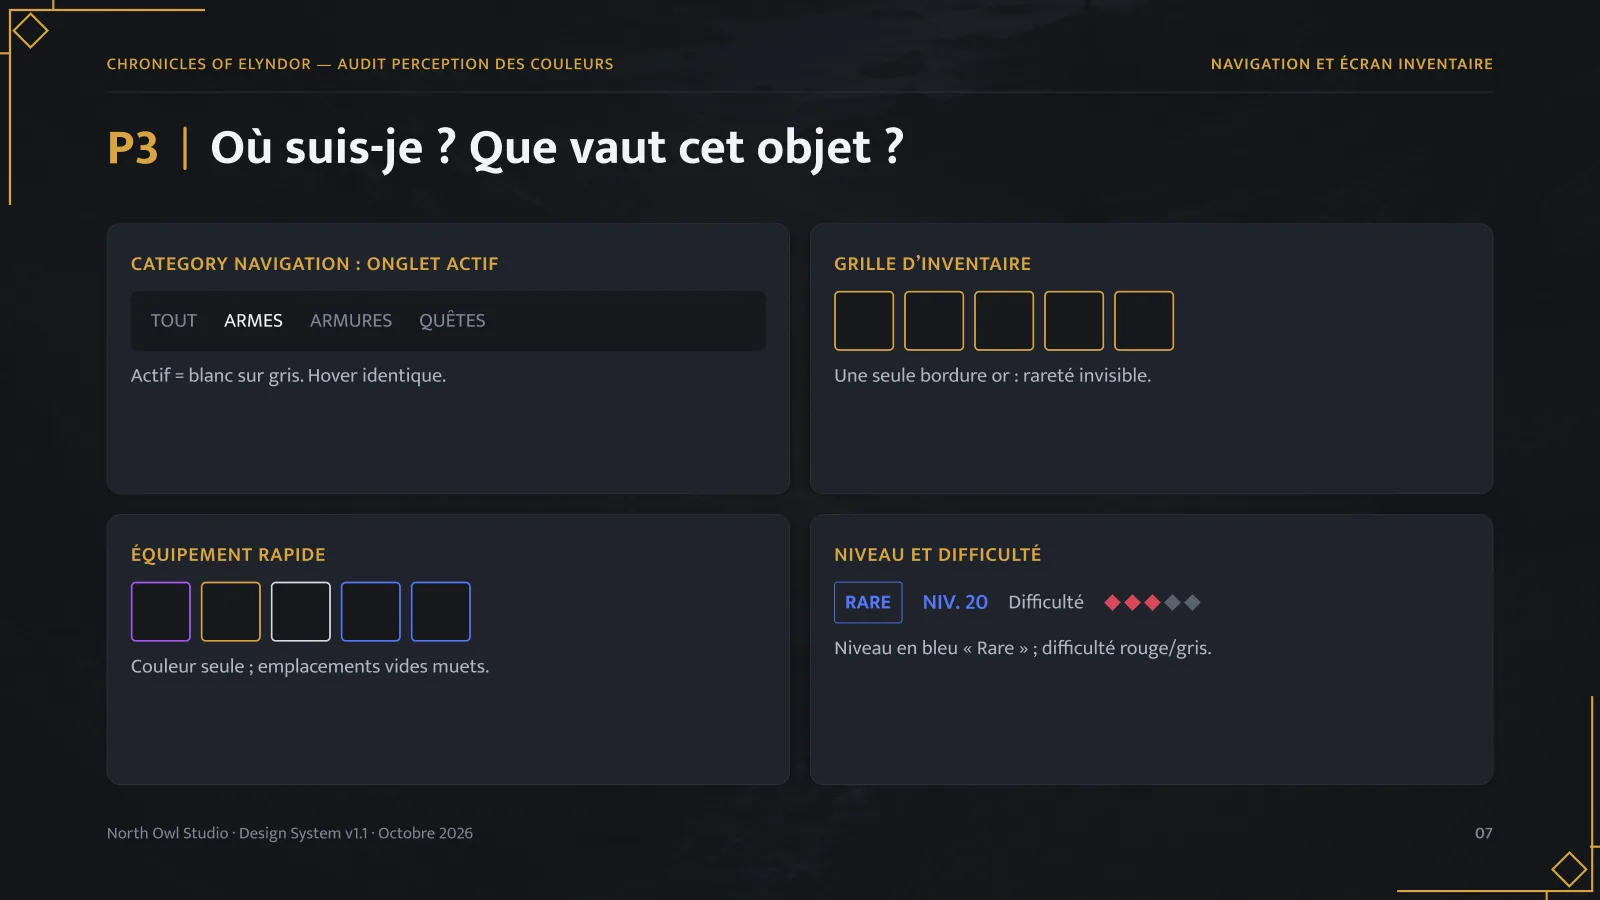 CHRONICLES OF ELYNDOR — AUDIT PERCEPTION DES COULEURS
NAVIGATION ET ÉCRAN INVENTAIRE
P3 | Où suis-je ? Que vaut cet objet ?
CATEGORY NAVIGATION : ONGLET ACTIF
TOUT ARMES ARMURES QUÊTES
Actif = blanc sur gris. Hover identique.
GRILLE D’INVENTAIRE
Une seule bordure or : rareté invisible.
ÉQUIPEMENT RAPIDE
Couleur seule ; emplacements vides muets.
NIVEAU ET DIFFICULTÉ
RARE NIV. 20 Difficulté
Niveau en bleu « Rare » ; difficulté rouge/gris.
North Owl Studio · Design System v1.1 · Octobre 2026
07